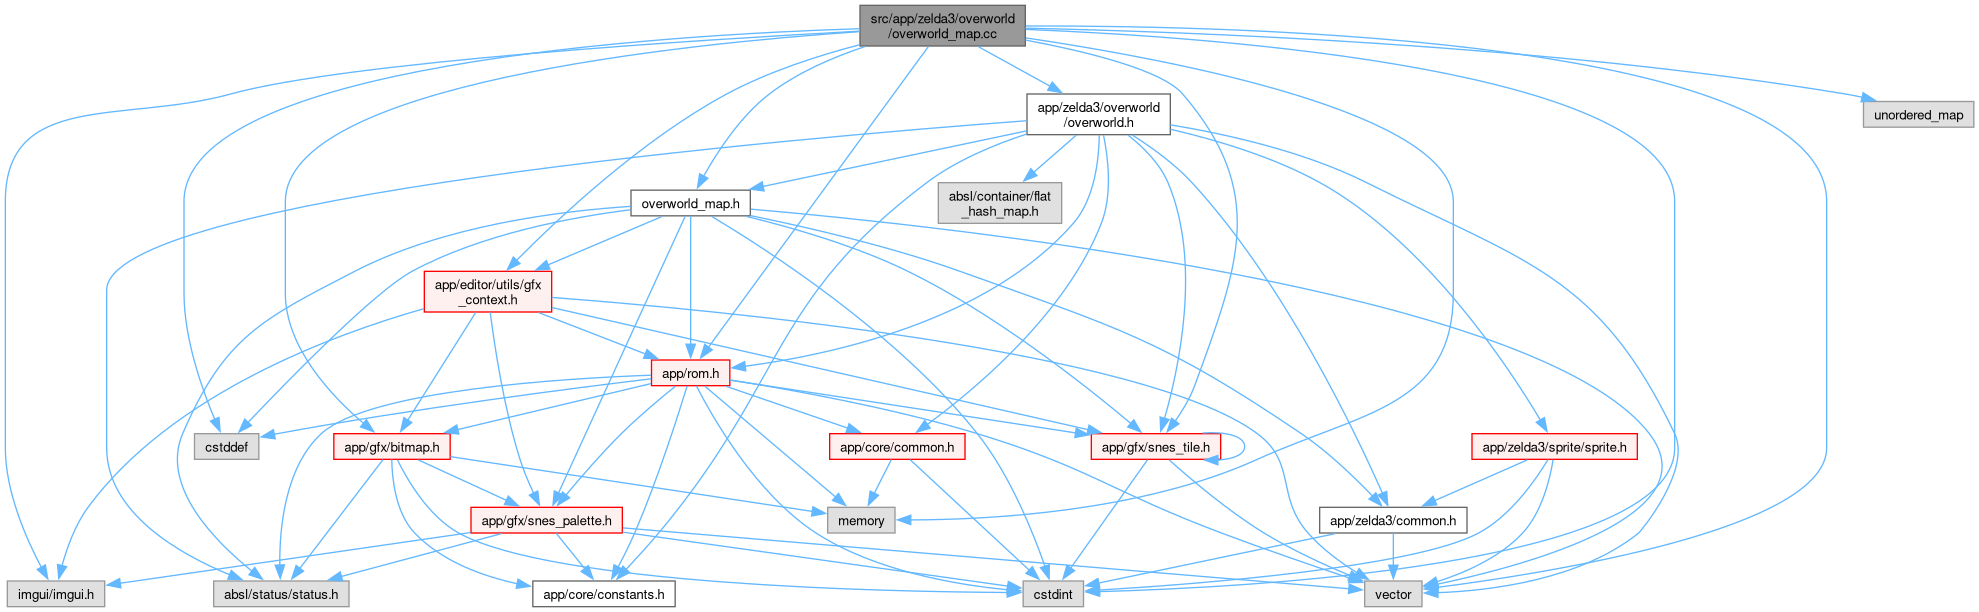 src/app/zelda3/overworld
/overworld_map.cc
app/zelda3/overworld
/overworld.h
unordered_map
absl/container/flat
_hash_map.h
overworld_map.h
app/editor/utils/gfx
_context.h
app/rom.h
cstddef
app/gfx/bitmap.h
app/core/common.h
app/gfx/snes_tile.h
app/zelda3/sprite/sprite.h
app/gfx/snes_palette.h
memory
app/zelda3/common.h
imgui/imgui.h
absl/status/status.h
app/core/constants.h
cstdint
vector